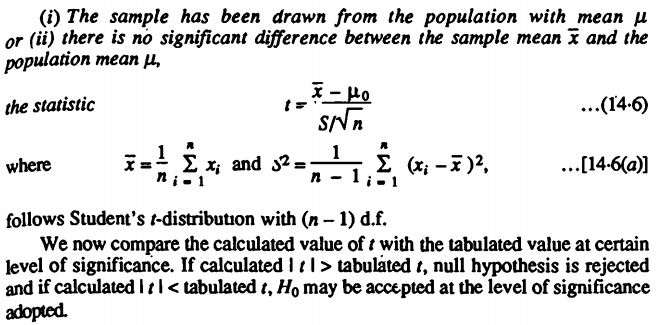 (i) The sample has been drawn from the population with mean μ
or (ii) there is no significant difference between the sample mean x̄ and the
population mean μ,
the statistic t = (x̄ − μ₀) / (S/√n) ...(14·6)
where x̄ = 1/n Σ_{i=1}^{n} xᵢ and S² = 1/(n − 1) Σ_{i=1}^{n} (xᵢ − x̄)², ...[14·6(a)]
follows Student's t-distribution with (n – 1) d.f.
We now compare the calculated value of t with the tabulated value at certain
level of significance. If calculated | t | > tabulated t, null hypothesis is rejected
and if calculated | t | < tabulated t, H₀ may be accepted at the level of significance
adopted.